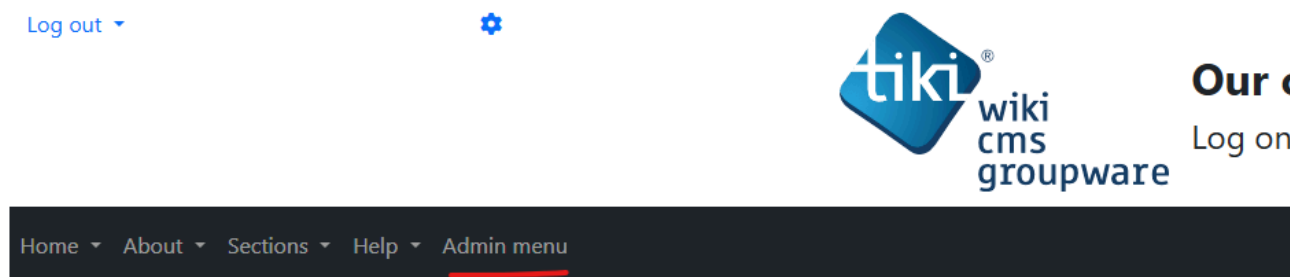 Log out
tiki®
wiki
cms
groupware
Our
Log on
Home About Sections Help Admin menu